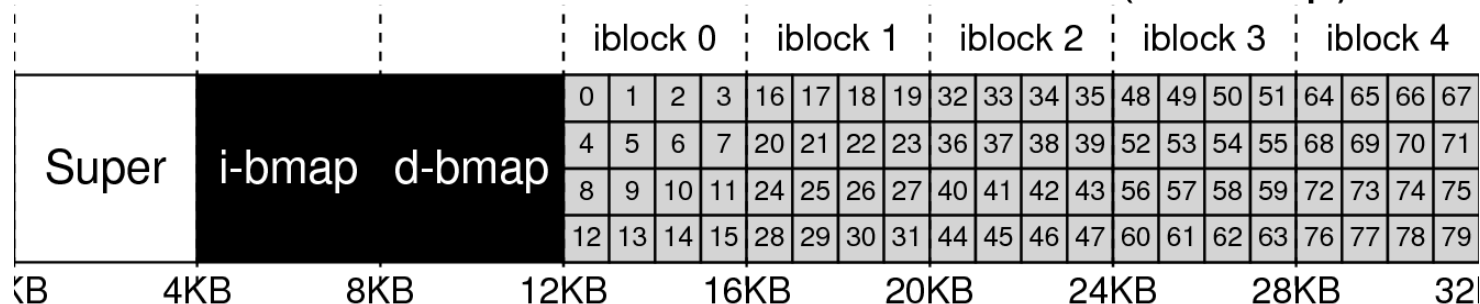 iblock 0 iblock 1 iblock 2 iblock 3 iblock 4
0 1 2 3 16 17 18 19 32 33 34 35 48 49 50 51 64 65 66 67
4 5 6 7 20 21 22 23 36 37 38 39 52 53 54 55 68 69 70 71
Super i-bmap d-bmap
8 9 10 11 24 25 26 27 40 41 42 43 56 57 58 59 72 73 74 75
12 13 14 15 28 29 30 31 44 45 46 47 60 61 62 63 76 77 78 79
KB 4KB 8KB 12KB 16KB 20KB 24KB 28KB 32